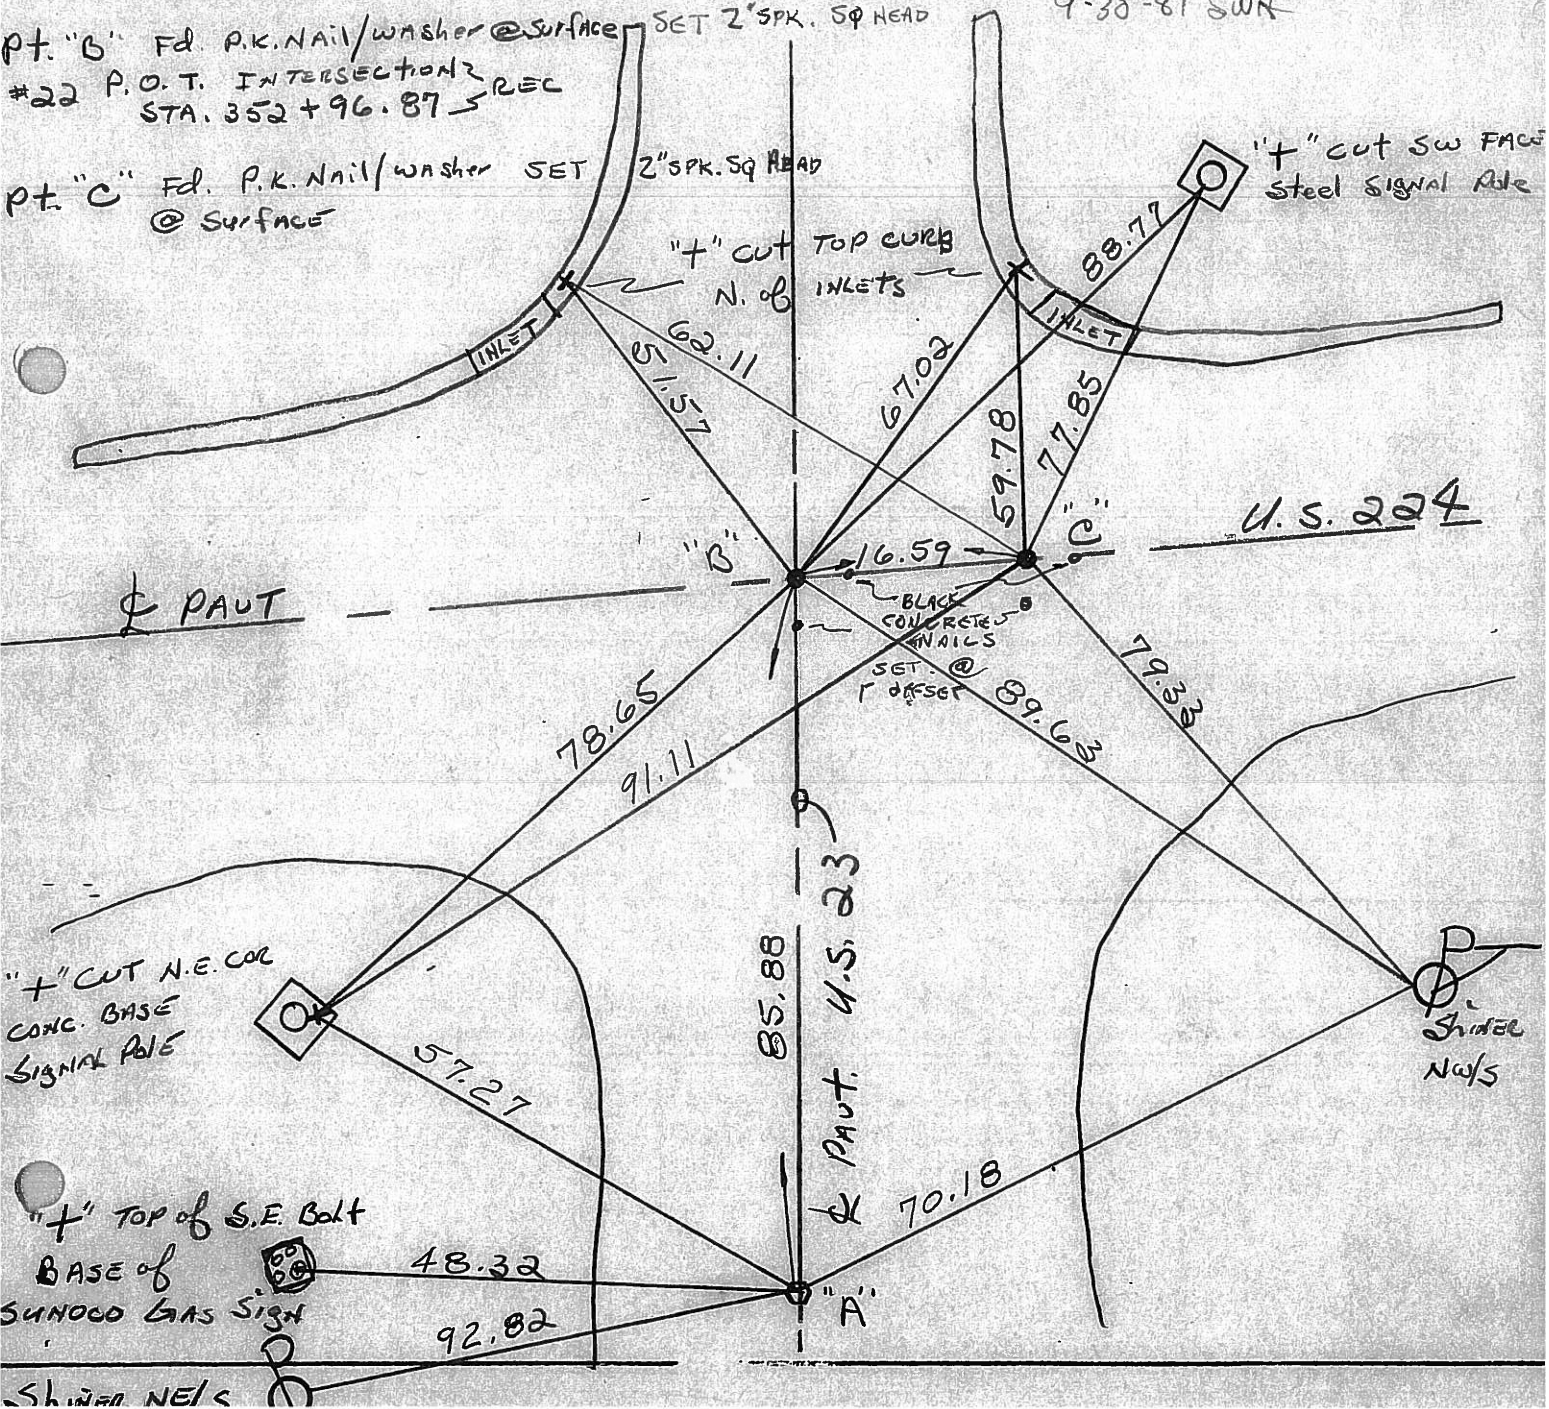 pt. "B" Fd. P.K. NAil/washer @ Surface SET 2" SPK. SQ HEAD
#22 P.O.T. INTERSECTION REC
STA. 352 + 96.87
pt. "C" Fd. P.K. NAil/washer SET 2" SPK. SQ HEAD
@ SurfACE
"+" cut SW FACE
Steel SIGNAL Pole
"+" cut TOP CURB
N. of INLETS
INLET
INLET
88.77
62.11
51.57
67.02
59.78
77.85
"B"
16.59
"C"
U.S. 224
℄ PAUT
BLACK
CONCRETE
NAILS
SET @
1' OFFSET
78.65
91.11
89.63
79.33
℄ PAUT. U.S. 23
85.88
"+" CUT N.E. COR
CONC. BASE
SIGNAL PolE
57.27
P
ShiNER
NW/S
70.18
"+" TOP of S.E. Bolt
BASE of
SUNOCO GAS SigN
48.32
"A"
92.82
P
ShiNER NE/S